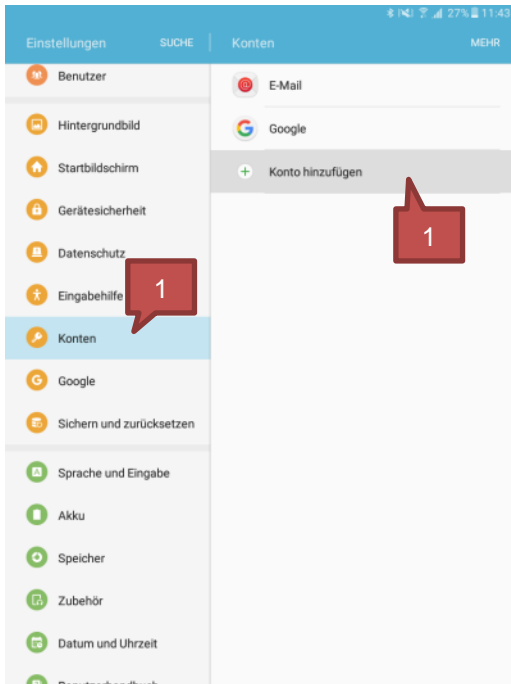 27% 11:43
Einstellungen SUCHE Konten MEHR
Benutzer
Hintergrundbild
Startbildschirm
Gerätesicherheit
Datenschutz
Eingabehilfe
1
Konten
Google
Sichern und zurücksetzen
Sprache und Eingabe
Akku
Speicher
Zubehör
Datum und Uhrzeit
Benutzerhandbuch
E-Mail
Google
Konto hinzufügen
1